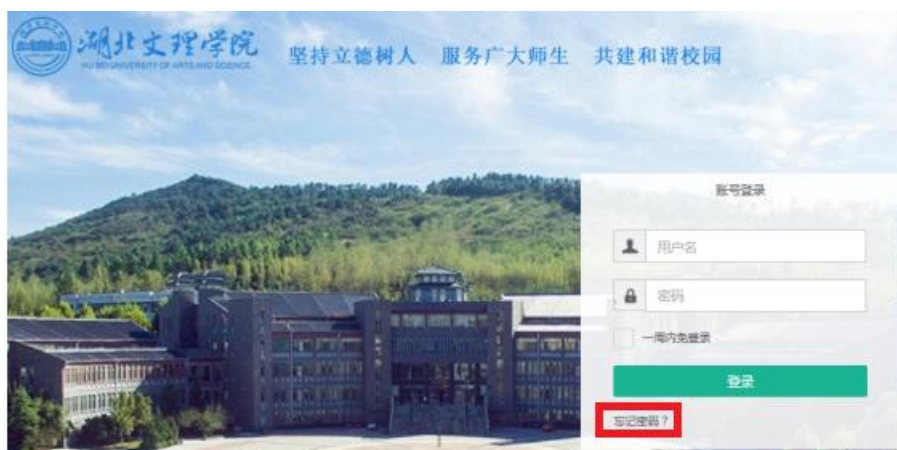 湖北文理学院
HU BEI UNIVERSITY OF ARTS AND SCIENCE
坚持立德树人 服务广大师生 共建和谐校园
账号登录
用户名
密码
一周内免登录
登录
忘记密码？